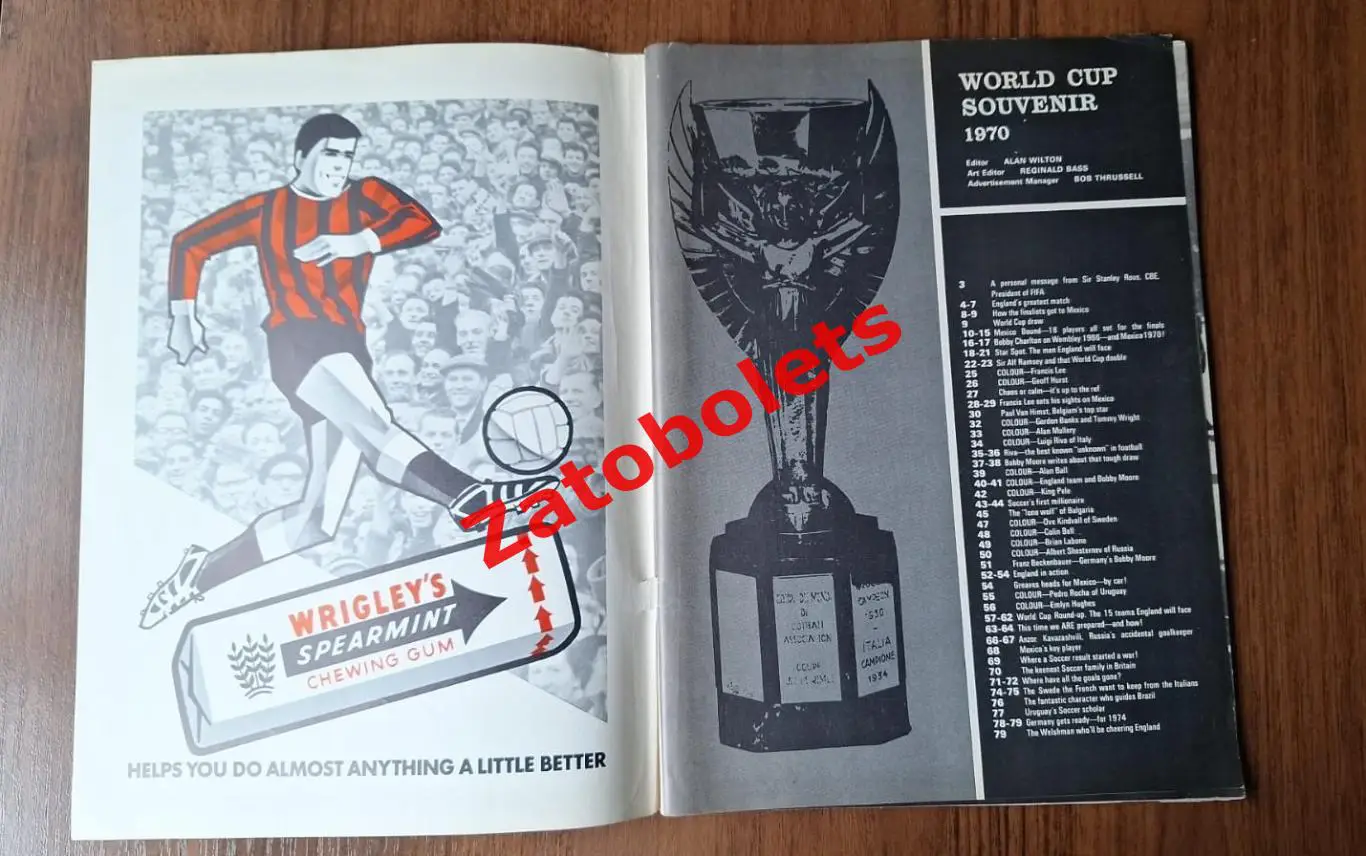 WRIGLEY'S
SPEARMINT
CHEWING GUM
HELPS YOU DO ALMOST ANYTHING A LITTLE BETTER
zatobolets
COUPE DU MONDE
DE
FOOTBALL
ASSOCIATION
COUPE
JULES RIMET
CAMPEON
1930
ITALIA
CAMPIONE
1934
WORLD CUP
SOUVENIR
1970
Editor ALAN WILTON
Art Editor REGINALD BASS
Advertisement Manager BOB THRUSSELL
3 A personal message from Sir Stanley Rous, CBE,
President of FIFA
4-7 England's greatest match
8-9 How the finalists got to Mexico
9 World Cup draw
10-15 Mexico Bound—18 players all set for the finals
16-17 Bobby Charlton on Wembley 1966—and Mexico 1970!
18-21 Star Spot. The men England will face
22-23 Sir Alf Ramsey and that World Cup double
25 COLOUR—Francis Lee
26 COLOUR—Geoff Hurst
27 Chaos or calm—it's up to the ref
28-29 Francis Lee sets his sights on Mexico
30 Paul Van Himst, Belgium's top star
32 COLOUR—Gordon Banks and Tommy Wright
33 COLOUR—Alan Mullery
34 COLOUR—Luigi Riva of Italy
35-36 Riva—the best known "unknown" in football
37-38 Bobby Moore writes about that tough draw
39 COLOUR—Alan Ball
40-41 COLOUR—England team and Bobby Moore
42 COLOUR—King Pele
43-44 Soccer's first millionaire
45 The "lone wolf" of Bulgaria
47 COLOUR—Ove Kindvall of Sweden
48 COLOUR—Colin Bell
49 COLOUR—Brian Labone
50 COLOUR—Albert Shesternev of Russia
51 Franz Beckenbauer—Germany's Bobby Moore
52-54 England in action
54 Greaves heads for Mexico—by car!
55 COLOUR—Pedro Rocha of Uruguay
56 COLOUR—Emlyn Hughes
57-62 World Cup Round-up. The 15 teams England will face
63-64 This time we ARE prepared—and how!
66-67 Anzor Kavazashvili, Russia's accidental goalkeeper
68 Mexico's key player
69 Where a Soccer result started a war!
70 The keenest Soccer family in Britain
71-72 Where have all the goals gone?
74-75 The Swede the French want to keep from the Italians
76 The fantastic character who guides Brazil
77 Uruguay's Soccer scholar
78-79 Germany gets ready—for 1974
79 The Welshman who'll be cheering England